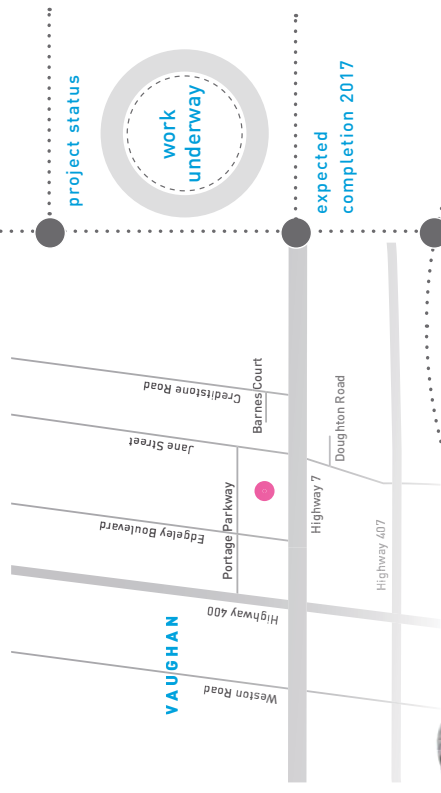 project status
work
underway
expected
completion 2017
Creditstone Road
Barnes Court
Jane Street
Doughton Road
Portage Parkway
Edgeley Boulevard
Highway 7
Highway 407
Highway 400
VAUGHAN
Weston Road